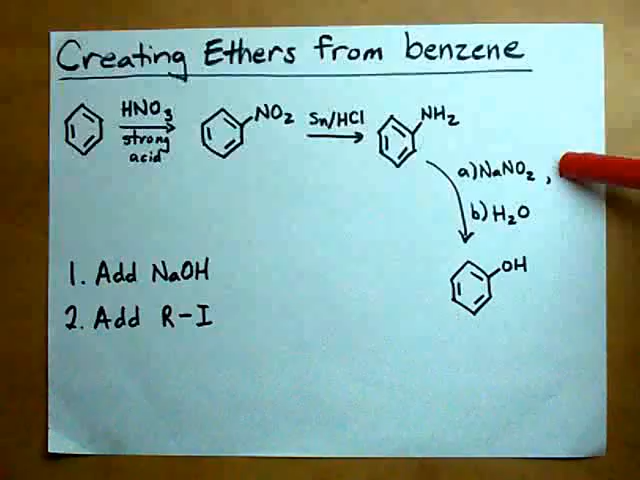 Creating Ethers from benzene
HNO3
strong
acid
NO2
Sn/HCl
NH2
a) NaNO2 ,
b) H2O
OH
1. Add NaOH
2. Add R-I